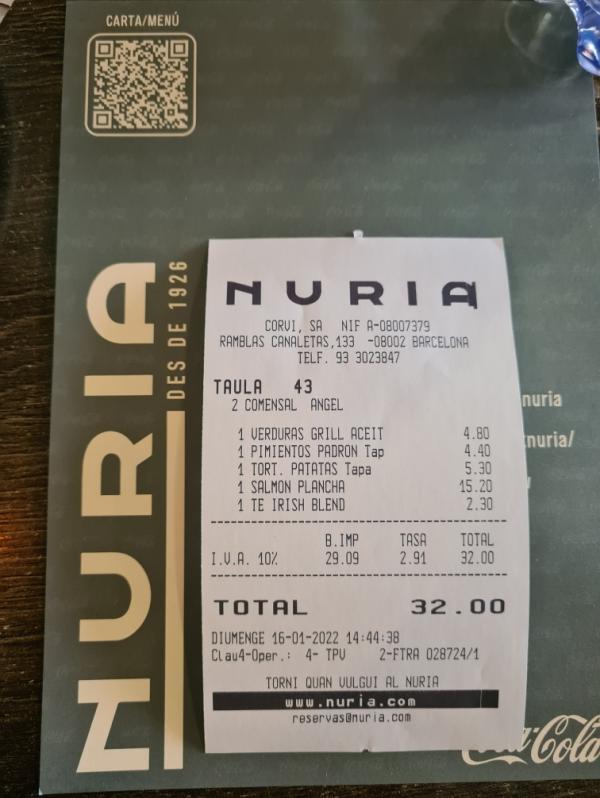 CARTA/MENÚ
NURIA
DES DE 1926
NURIA
CORVI, SA NIF A-08007379
RAMBLAS CANALETAS,133 -08002 BARCELONA
TELF. 93 3023847
TAULA 43
2 COMENSAL ANGEL
1 VERDURAS GRILL ACEIT 4.80
1 PIMIENTOS PADRON Tap 4.40
1 TORT. PATATAS Tapa 5.30
1 SALMON PLANCHA 15.20
1 TE IRISH BLEND 2.30
B.IMP TASA TOTAL
I.V.A. 10% 29.09 2.91 32.00
TOTAL 32.00
DIUMENGE 16-01-2022 14:44:38
Clau4-Oper.: 4- TPV 2-FTRA 028724/1
TORNI QUAN VULGUI AL NURIA
www.nuria.com
reservas@nuria.com
nuria
nuria/
Coca-Cola